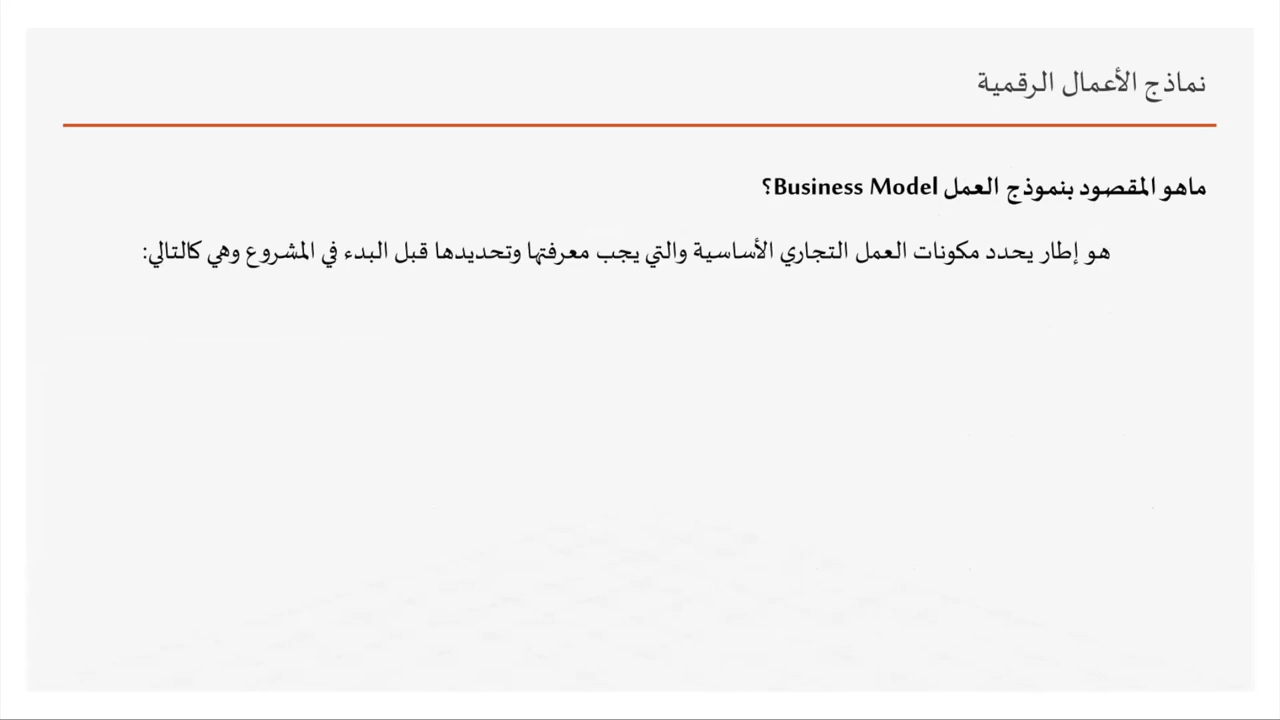 نماذج الأعمال الرقمية
ماهو المقصود بنموذج العمل Business Model؟
هو إطار يحدد مكونات العمل التجاري الأساسية والتي يجب معرفتها وتحديدها قبل البدء في المشروع وهي كالتالي: